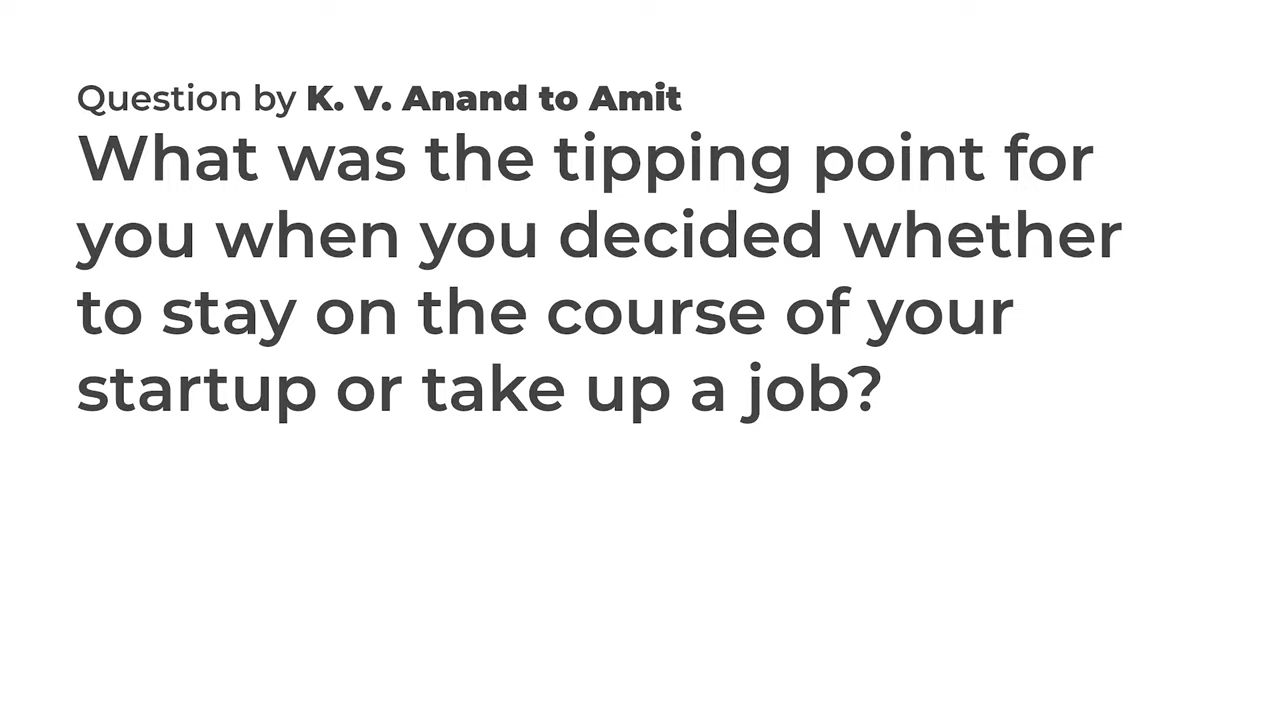 Question by K. V. Anand to Amit
What was the tipping point for
you when you decided whether
to stay on the course of your
startup or take up a job?